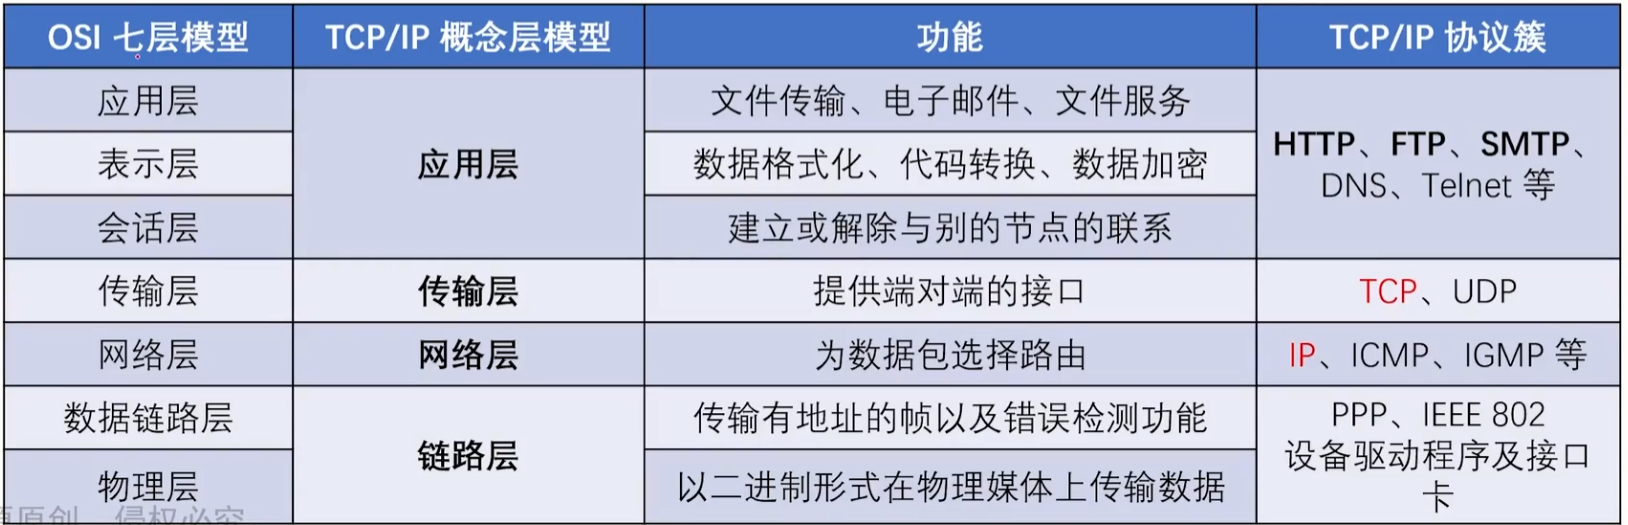 OSI 七层模型
TCP/IP 概念层模型
功能
TCP/IP 协议簇
应用层
应用层
文件传输、电子邮件、文件服务
HTTP、FTP、SMTP、
DNS、Telnet 等
表示层
数据格式化、代码转换、数据加密
会话层
建立或解除与别的节点的联系
传输层
传输层
提供端对端的接口
TCP、UDP
网络层
网络层
为数据包选择路由
IP、ICMP、IGMP 等
数据链路层
链路层
传输有地址的帧以及错误检测功能
PPP、IEEE 802
设备驱动程序及接口
卡
物理层
以二进制形式在物理媒体上传输数据
原创 侵权必究